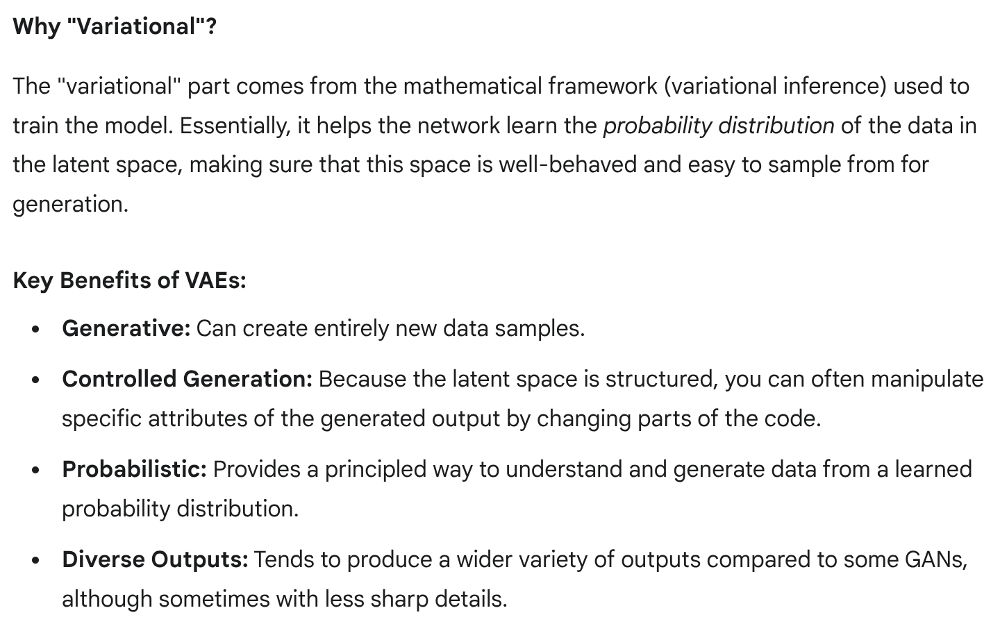 Why "Variational"?
The "variational" part comes from the mathematical framework (variational inference) used to
train the model. Essentially, it helps the network learn the probability distribution of the data in
the latent space, making sure that this space is well-behaved and easy to sample from for
generation.
Key Benefits of VAEs:
• Generative: Can create entirely new data samples.
• Controlled Generation: Because the latent space is structured, you can often manipulate
specific attributes of the generated output by changing parts of the code.
• Probabilistic: Provides a principled way to understand and generate data from a learned
probability distribution.
• Diverse Outputs: Tends to produce a wider variety of outputs compared to some GANs,
although sometimes with less sharp details.